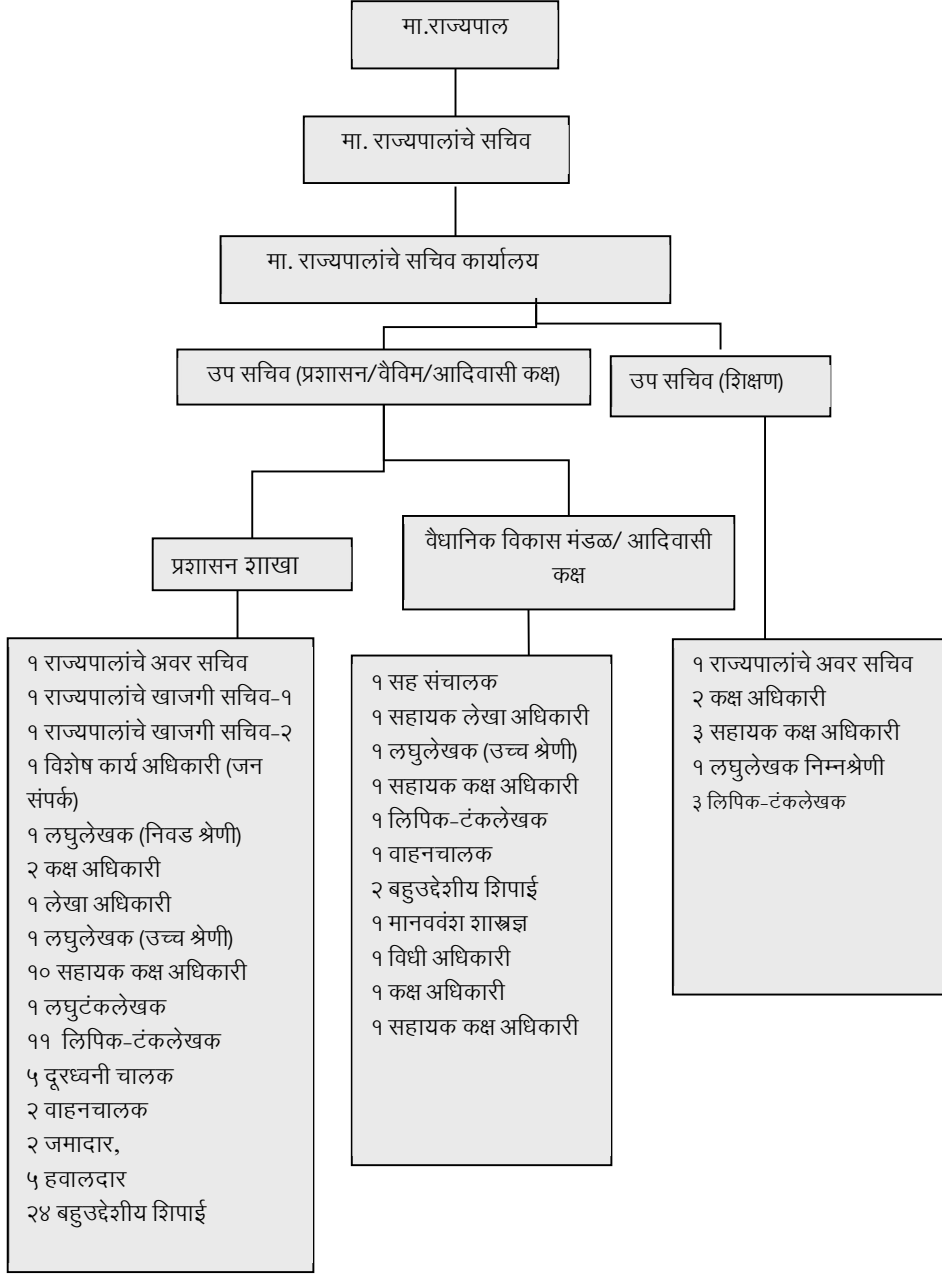 मा.राज्यपाल
मा. राज्यपालांचे सचिव
मा. राज्यपालांचे सचिव कार्यालय
उप सचिव (प्रशासन/वैविम/आदिवासी कक्ष)
उप सचिव (शिक्षण)
प्रशासन शाखा
वैधानिक विकास मंडळ/ आदिवासी
कक्ष
१ राज्यपालांचे अवर सचिव
१ राज्यपालांचे खाजगी सचिव-१
१ राज्यपालांचे खाजगी सचिव-२
१ विशेष कार्य अधिकारी (जन
संपर्क)
१ लघुलेखक (निवड श्रेणी)
२ कक्ष अधिकारी
१ लेखा अधिकारी
१ लघुलेखक (उच्च श्रेणी)
१० सहायक कक्ष अधिकारी
१ लघुटंकलेखक
११ लिपिक-टंकलेखक
५ दूरध्वनी चालक
२ वाहनचालक
२ जमादार,
५ हवालदार
२४ बहुउद्देशीय शिपाई
१ सह संचालक
१ सहायक लेखा अधिकारी
१ लघुलेखक (उच्च श्रेणी)
१ सहायक कक्ष अधिकारी
१ लिपिक-टंकलेखक
१ वाहनचालक
२ बहुउद्देशीय शिपाई
१ मानववंश शास्त्रज्ञ
१ विधी अधिकारी
१ कक्ष अधिकारी
१ सहायक कक्ष अधिकारी
१ राज्यपालांचे अवर सचिव
२ कक्ष अधिकारी
३ सहायक कक्ष अधिकारी
१ लघुलेखक निम्नश्रेणी
३ लिपिक-टंकलेखक